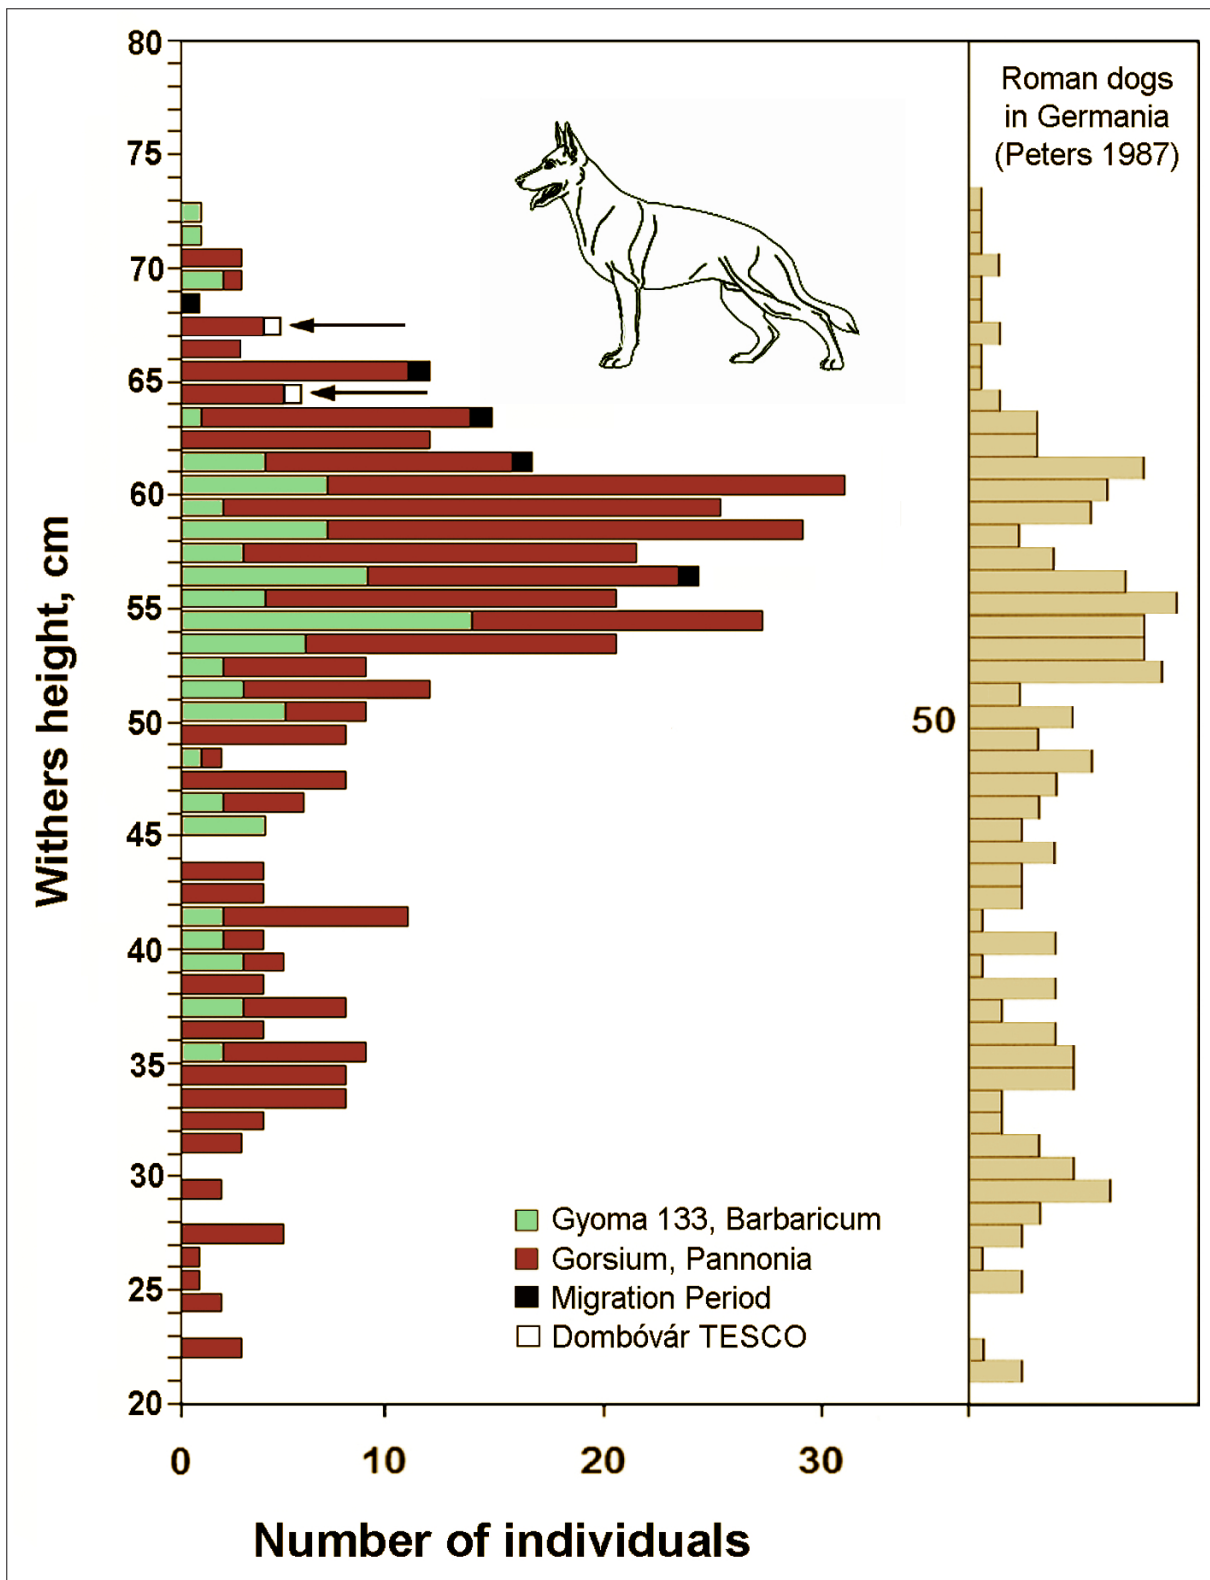 80
75
70
65
60
55
50
45
40
35
30
25
20
Withers height, cm
0
10
20
30
Number of individuals
Gyoma 133, Barbaricum
Gorsium, Pannonia
Migration Period
Dombóvár TESCO
Roman dogs
in Germania
(Peters 1987)
50